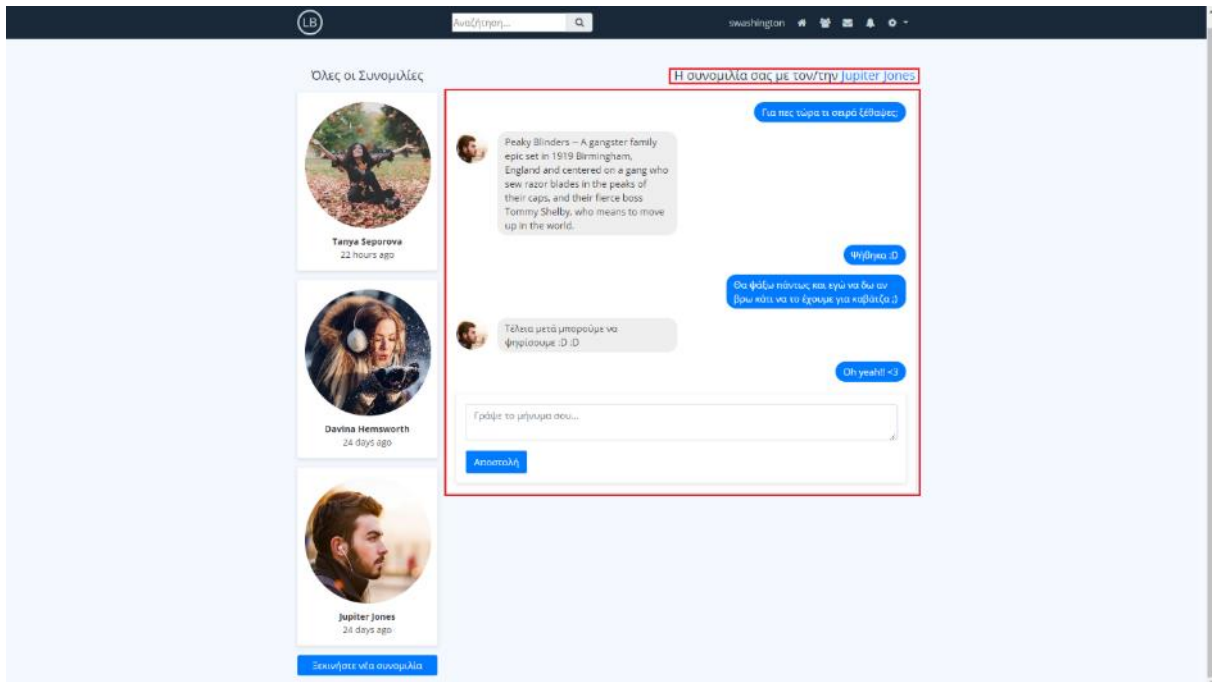 LB
Αναζήτηση...
swashington
Όλες οι Συνομιλίες
Η συνομιλία σας με τον/την Jupiter Jones
Tanya Seporova
22 hours ago
Davina Hemsworth
24 days ago
Jupiter Jones
24 days ago
Ξεκινήστε νέα συνομιλία
Για πες τώρα τι σειρά ξέθαψες;
Peaky Blinders – A gangster family
epic set in 1919 Birmingham,
England and centered on a gang who
sew razor blades in the peaks of
their caps, and their fierce boss
Tommy Shelby, who means to move
up in the world.
Ψήθηκα :D
Θα ψάξω πάντως και εγώ να δω αν
βρω κάτι να το έχουμε για καβάτζα ;)
Τέλεια μετά μπορούμε να
ψηφίσουμε :D :D
Oh yeah!! <3
Γράψε το μήνυμα σου...
Αποστολή